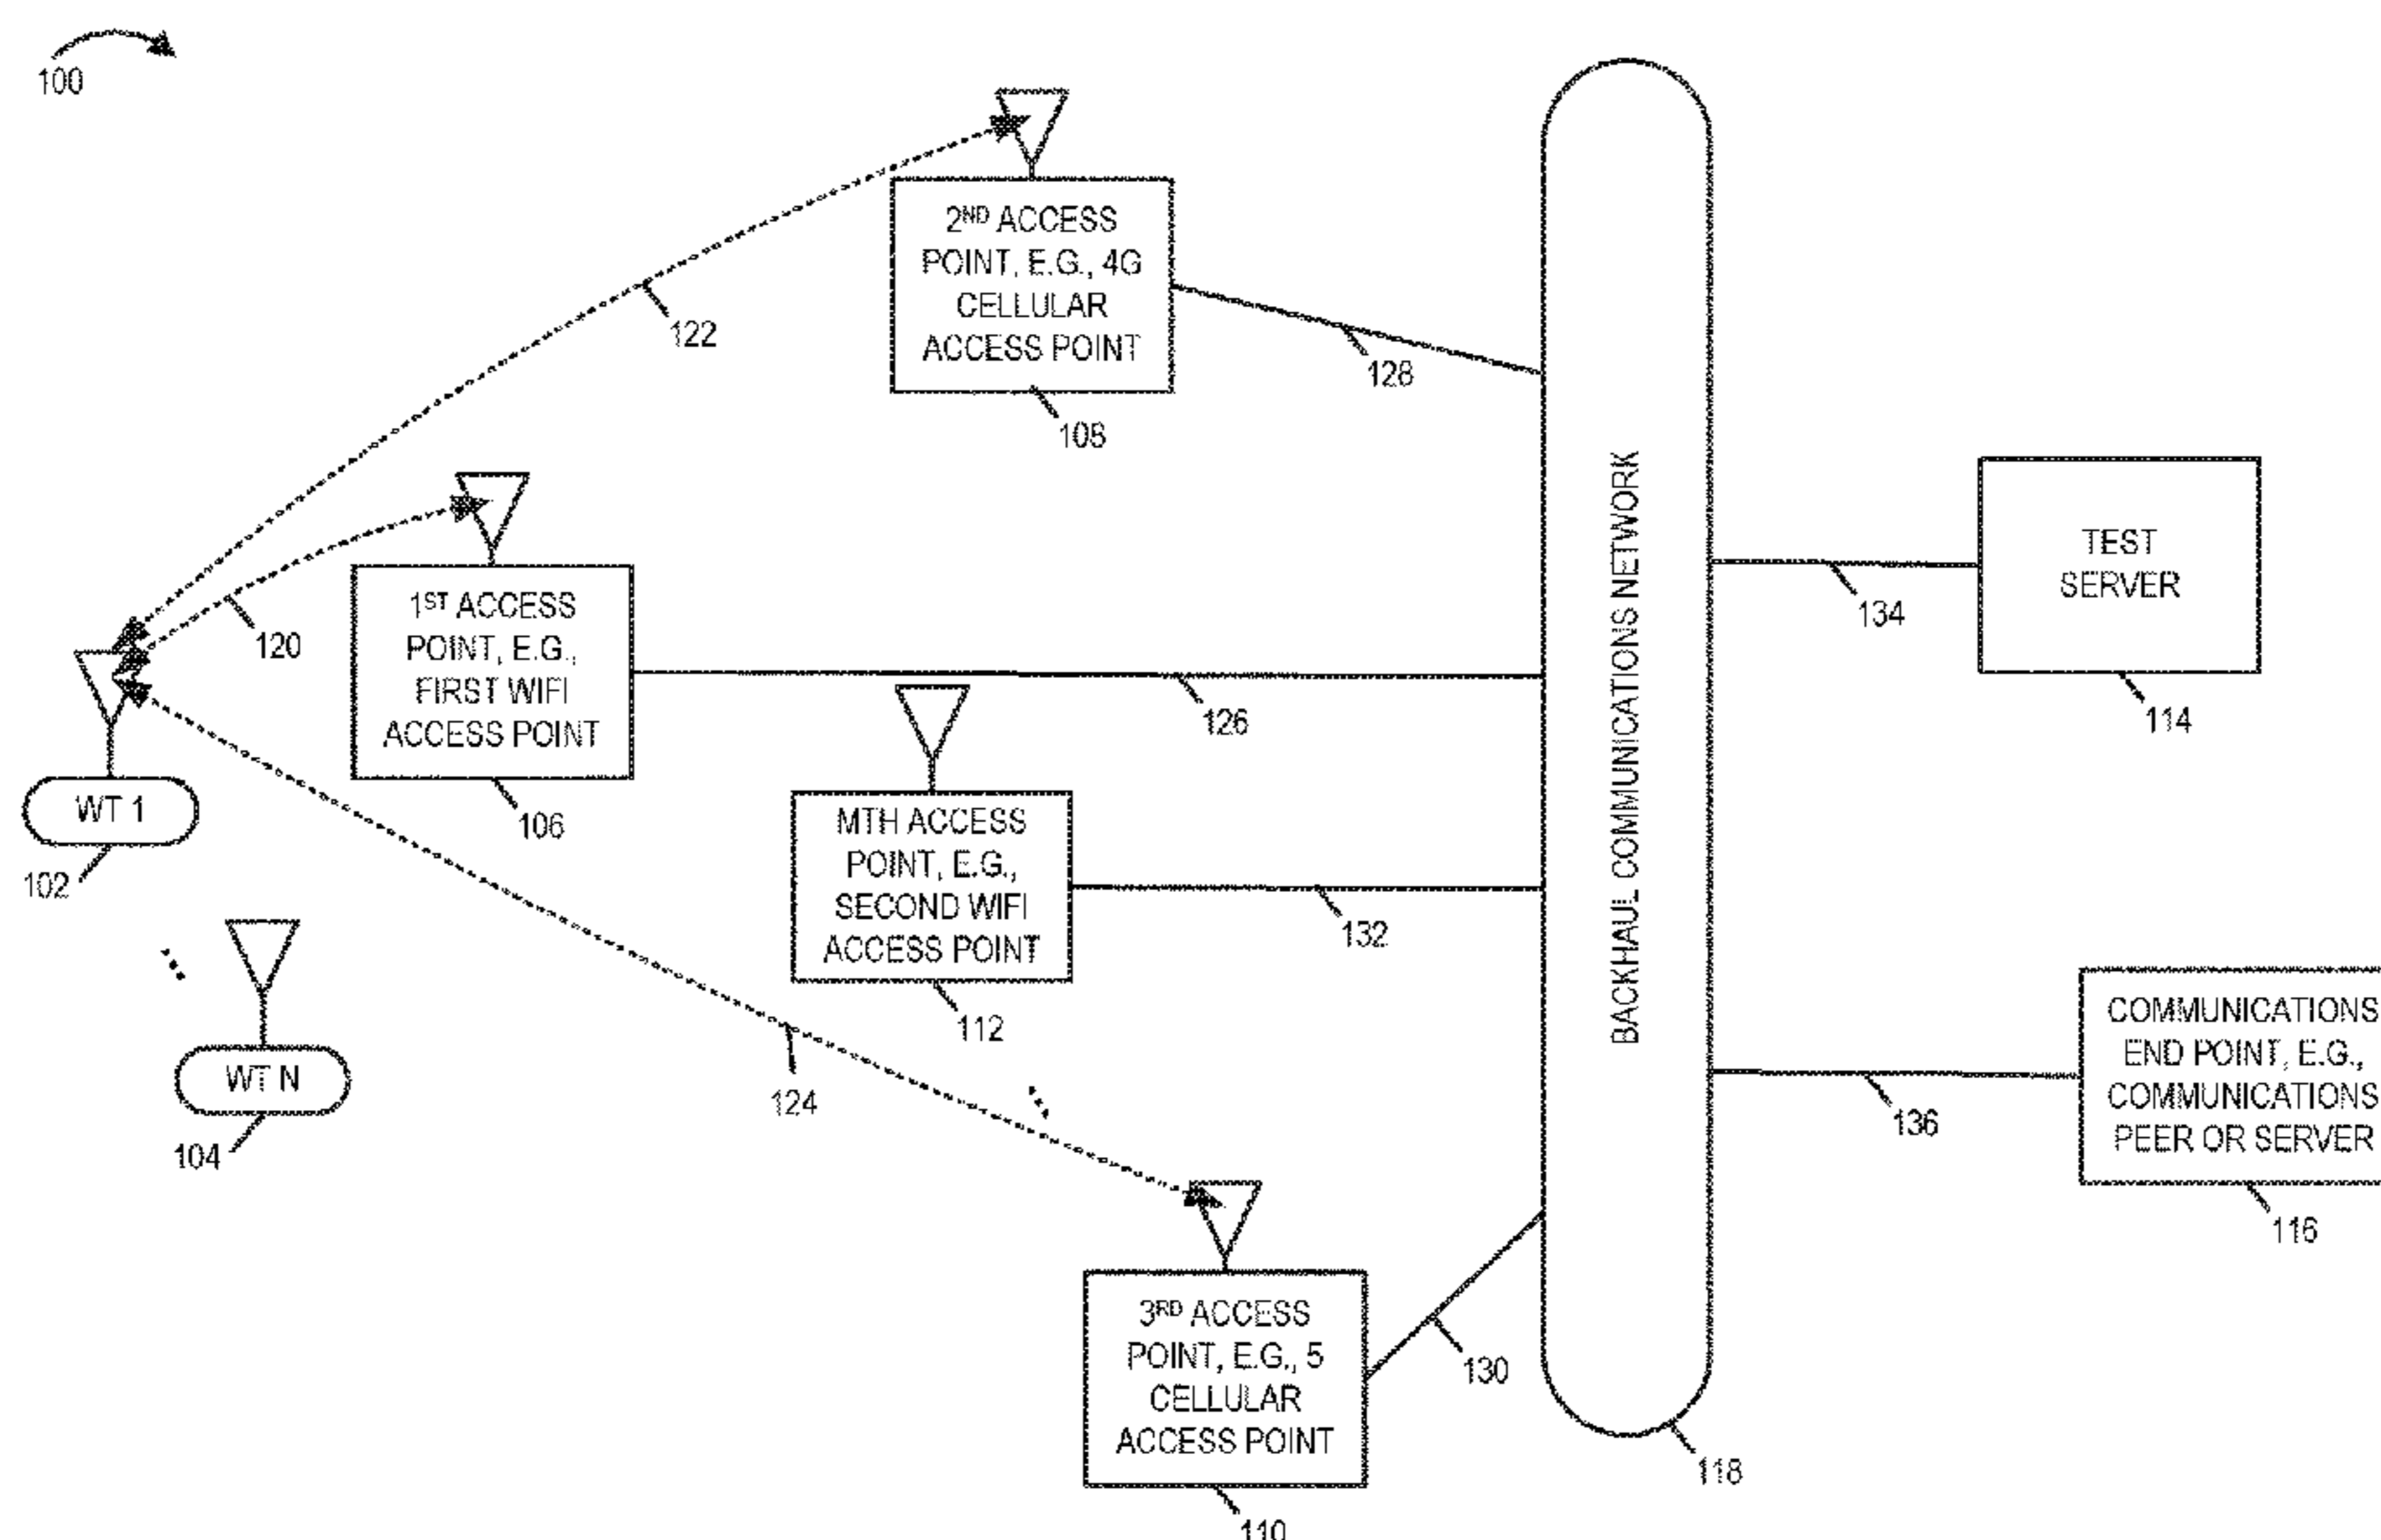 100
2ND ACCESS
POINT, E.G., 4G
CELLULAR
ACCESS POINT
122
128
108
1ST ACCESS
POINT, E.G.,
FIRST WIFI
ACCESS POINT
120
126
106
WT 1
102
MTH ACCESS
POINT, E.G.,
SECOND WIFI
ACCESS POINT
132
112
WT N
104
124
3RD ACCESS
POINT, E.G., 5
CELLULAR
ACCESS POINT
130
110
BACKHAUL COMMUNICATIONS NETWORK
118
TEST
SERVER
134
114
COMMUNICATIONS
END POINT, E.G.,
COMMUNICATIONS
PEER OR SERVER
136
116